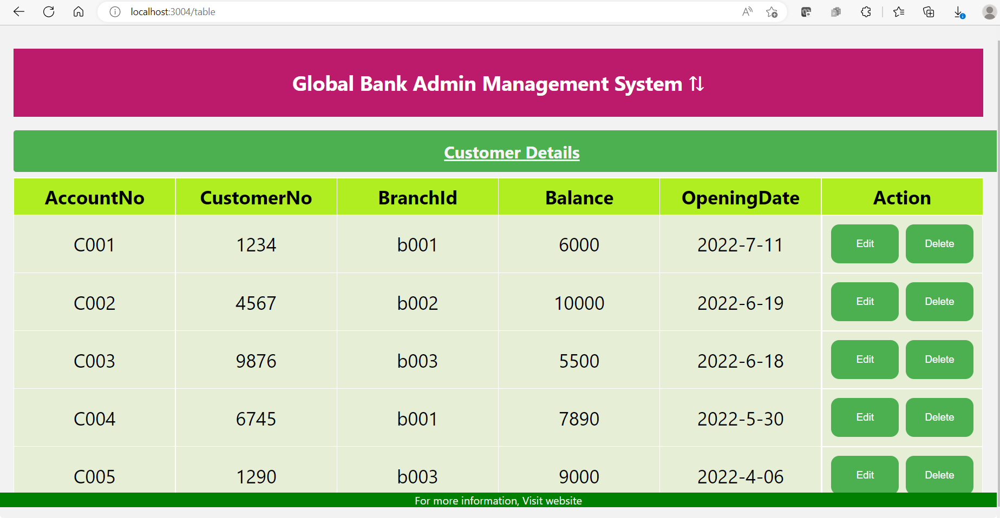 localhost:3004/table
Global Bank Admin Management System ⇅
Customer Details
AccountNo CustomerNo BranchId Balance OpeningDate Action
C001 1234 b001 6000 2022-7-11 Edit Delete
C002 4567 b002 10000 2022-6-19 Edit Delete
C003 9876 b003 5500 2022-6-18 Edit Delete
C004 6745 b001 7890 2022-5-30 Edit Delete
C005 1290 b003 9000 2022-4-06 Edit Delete
For more information, Visit website